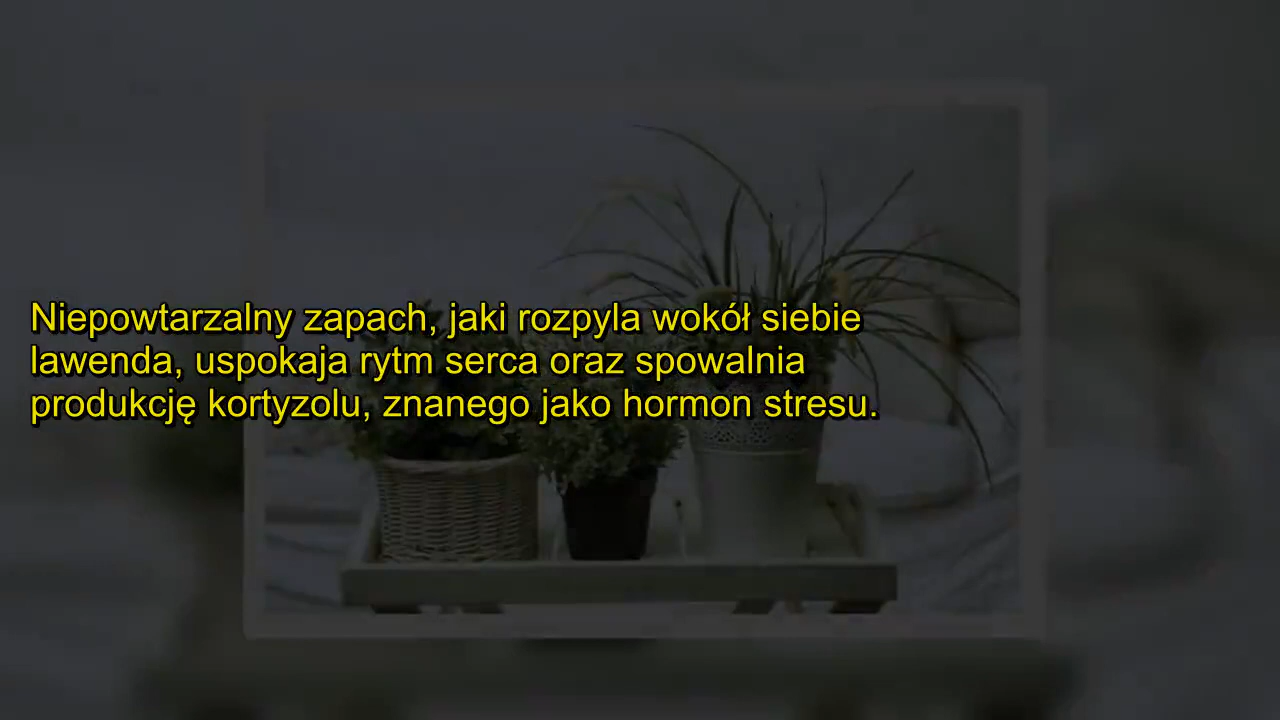 Niepowtarzalny zapach, jaki rozpyla wokół siebie
lawenda, uspokaja rytm serca oraz spowalnia
produkcję kortyzolu, znanego jako hormon stresu.